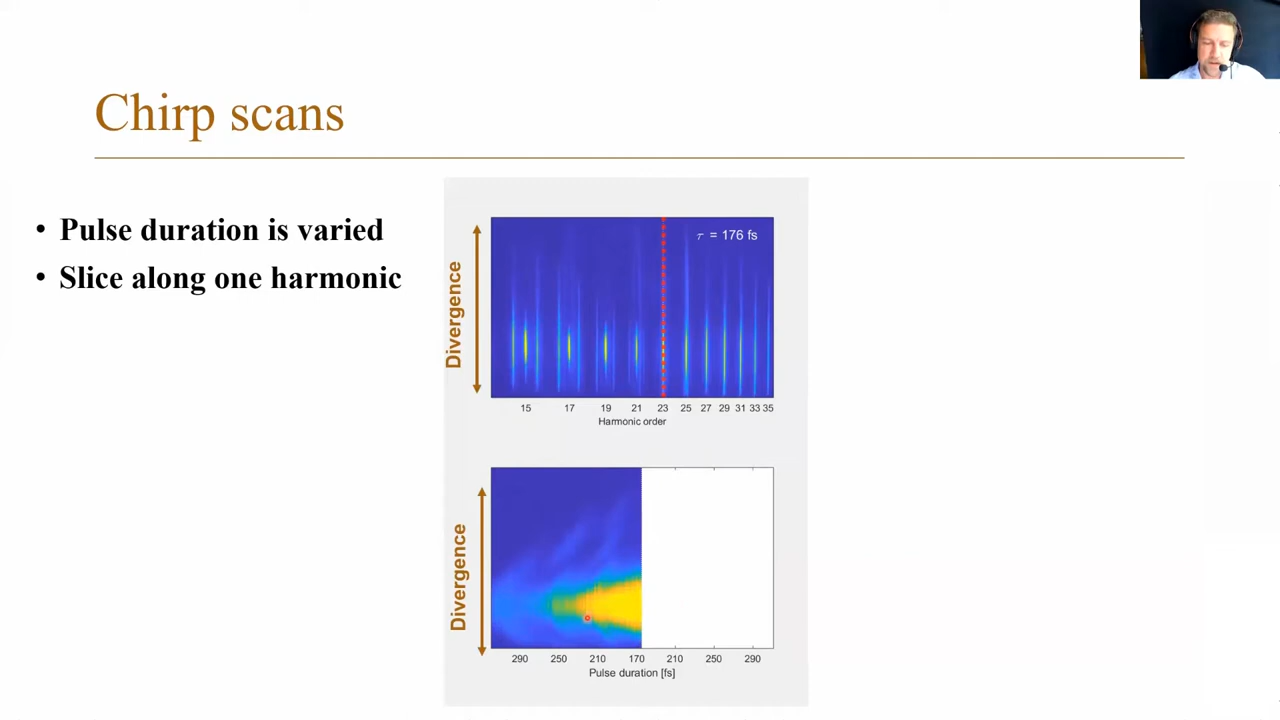 Chirp scans
• Pulse duration is varied
• Slice along one harmonic
Divergence
τ = 176 fs
15 17 19 21 23 25 27 29 31 33 35
Harmonic order
Divergence
290 250 210 170 210 250 290
Pulse duration [fs]